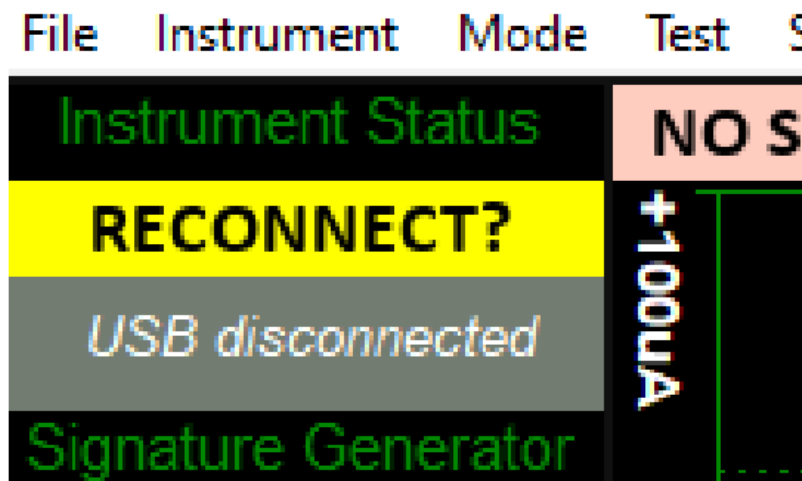 File Instrument Mode Test
Instrument Status
NO
RECONNECT?
+100uA
USB disconnected
Signature Generator